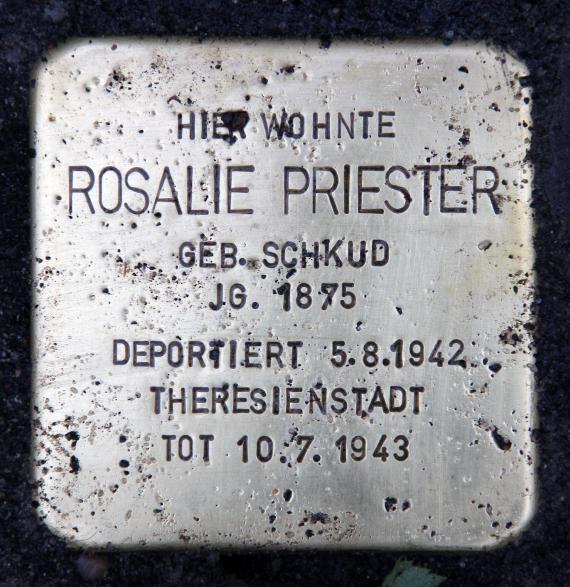 HIER WOHNTE
ROSALIE PRIESTER
GEB. SCHKUD
JG. 1875
DEPORTIERT 5.8.1942
THERESIENSTADT
TOT 10.7. 1943